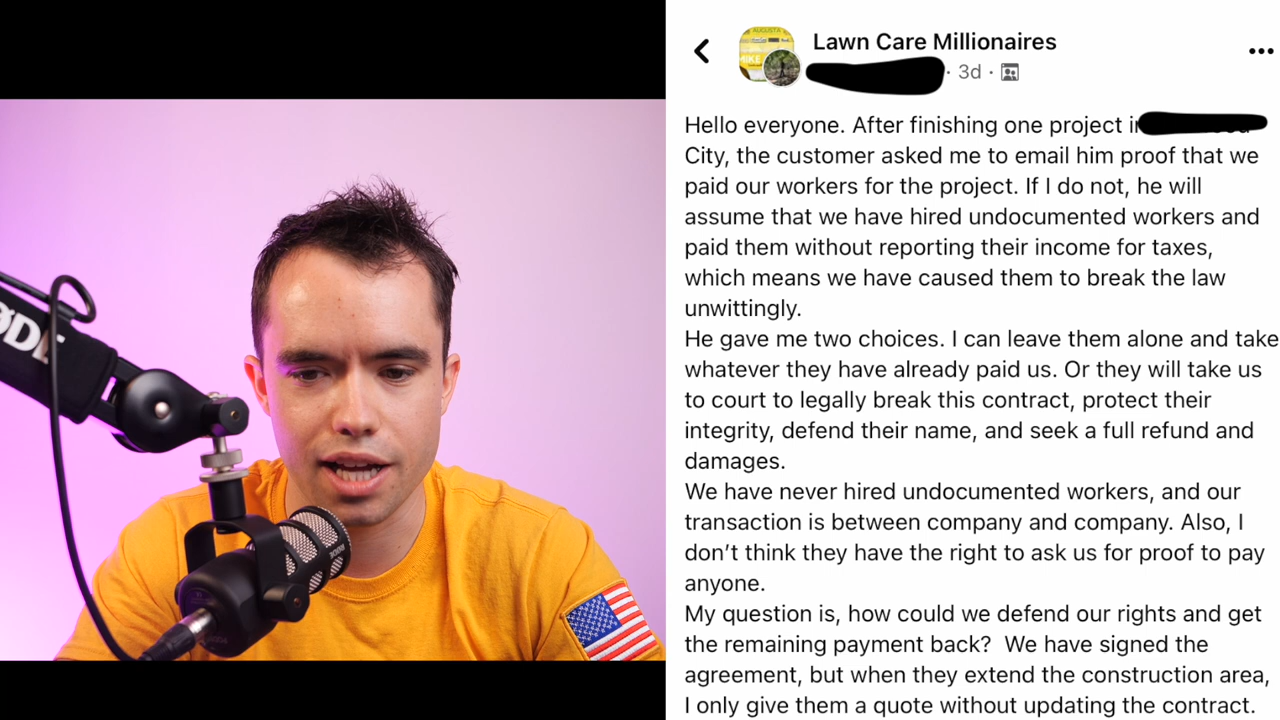 RØDE
RØDE
AUGUSTA
MIKE
Lawn Care Millionaires
· 3d ·
Hello everyone. After finishing one project in
City, the customer asked me to email him proof that we
paid our workers for the project. If I do not, he will
assume that we have hired undocumented workers and
paid them without reporting their income for taxes,
which means we have caused them to break the law
unwittingly.
He gave me two choices. I can leave them alone and take
whatever they have already paid us. Or they will take us
to court to legally break this contract, protect their
integrity, defend their name, and seek a full refund and
damages.
We have never hired undocumented workers, and our
transaction is between company and company. Also, I
don’t think they have the right to ask us for proof to pay
anyone.
My question is, how could we defend our rights and get
the remaining payment back?  We have signed the
agreement, but when they extend the construction area,
I only give them a quote without updating the contract.